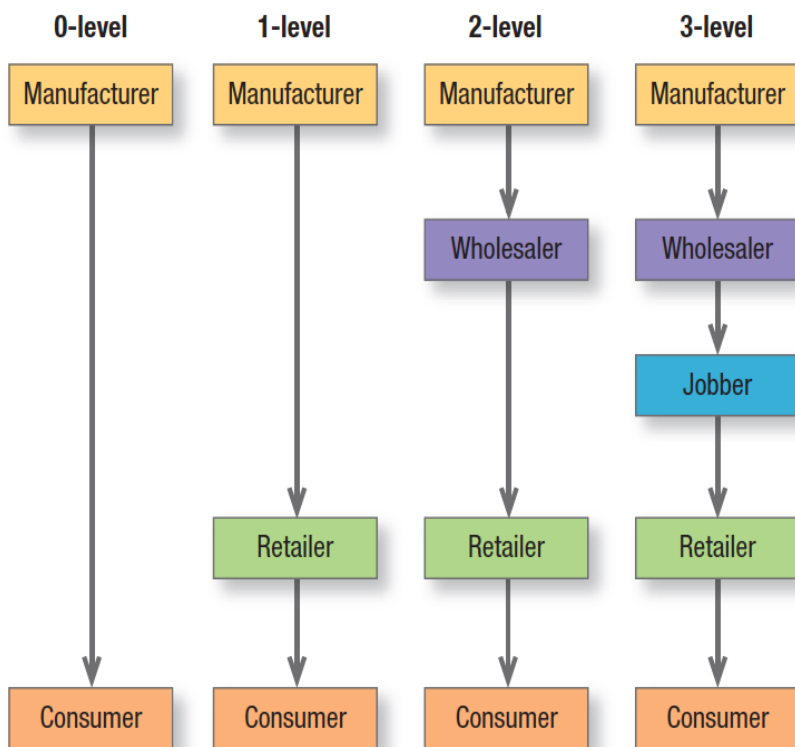 0-level 1-level 2-level 3-level
Manufacturer Manufacturer Manufacturer Manufacturer
Wholesaler Wholesaler
Jobber
Retailer Retailer Retailer
Consumer Consumer Consumer Consumer